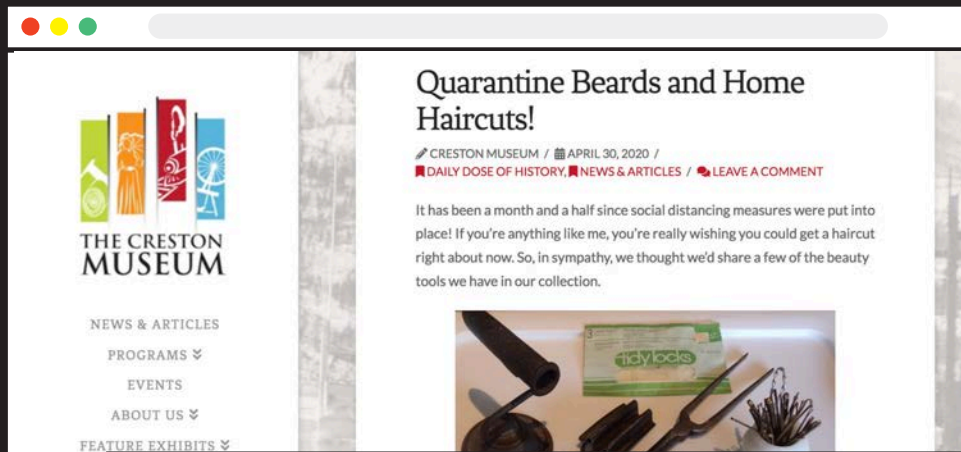 THE CRESTON
MUSEUM
NEWS & ARTICLES
PROGRAMS
EVENTS
ABOUT US
FEATURE EXHIBITS
Quarantine Beards and Home
Haircuts!
CRESTON MUSEUM / APRIL 30, 2020 /
DAILY DOSE OF HISTORY, NEWS & ARTICLES / LEAVE A COMMENT
It has been a month and a half since social distancing measures were put into
place! If you're anything like me, you're really wishing you could get a haircut
right about now. So, in sympathy, we thought we'd share a few of the beauty
tools we have in our collection.
tidy locks